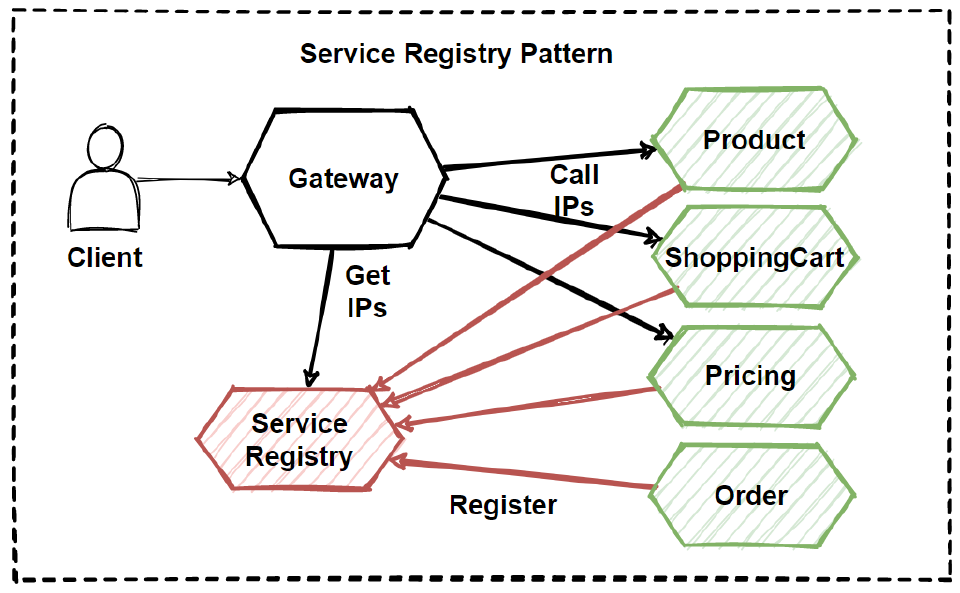 Service Registry Pattern
Product
Gateway
Call
IPs
Client
ShoppingCart
Get
IPs
Pricing
Service
Registry
Register
Order